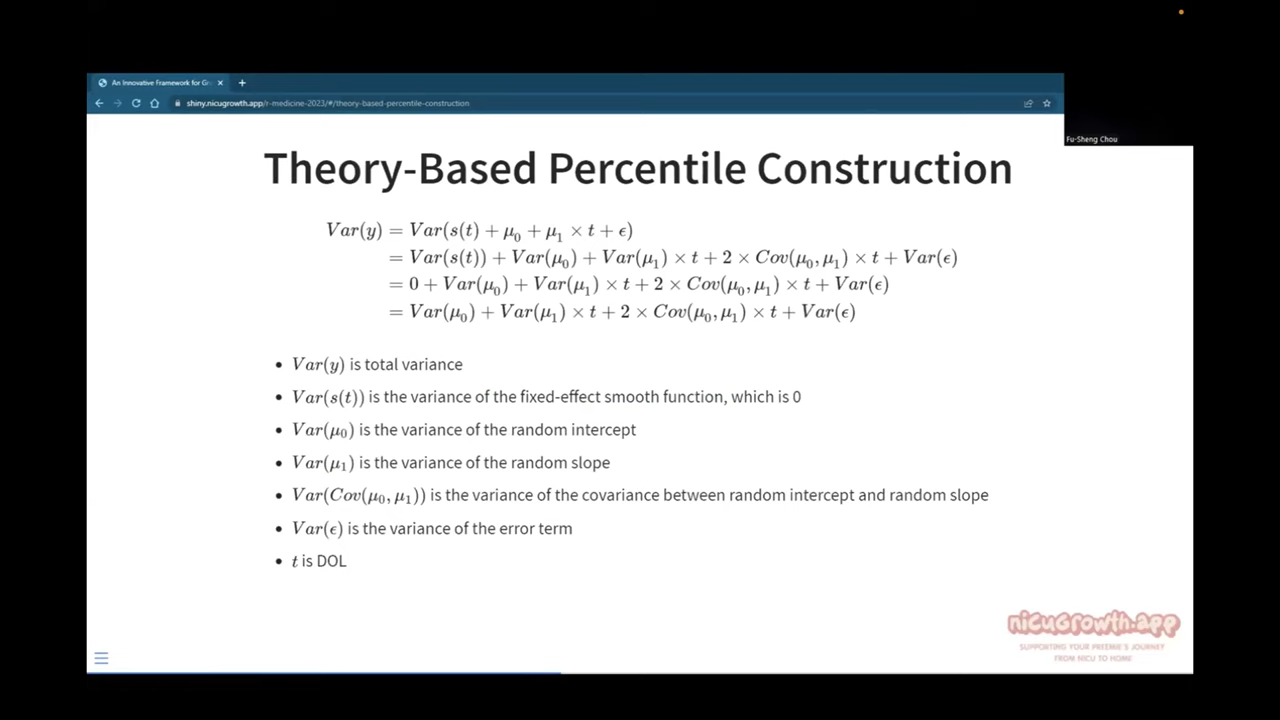 An Innovative Framework for Gr
shiny.nicugrowth.app/r-medicine-2023/#/theory-based-percentile-construction
Fu-Sheng Chou
Theory-Based Percentile Construction
Var(y) = Var(s(t) + μ₀ + μ₁ × t + ϵ)
= Var(s(t)) + Var(μ₀) + Var(μ₁) × t + 2 × Cov(μ₀, μ₁) × t + Var(ϵ)
= 0 + Var(μ₀) + Var(μ₁) × t + 2 × Cov(μ₀, μ₁) × t + Var(ϵ)
= Var(μ₀) + Var(μ₁) × t + 2 × Cov(μ₀, μ₁) × t + Var(ϵ)
• Var(y) is total variance
• Var(s(t)) is the variance of the fixed-effect smooth function, which is 0
• Var(μ₀) is the variance of the random intercept
• Var(μ₁) is the variance of the random slope
• Var(Cov(μ₀, μ₁)) is the variance of the covariance between random intercept and random slope
• Var(ϵ) is the variance of the error term
• t is DOL
nicuGrowth.app
SUPPORTING YOUR PREEMIE'S JOURNEY
FROM NICU TO HOME